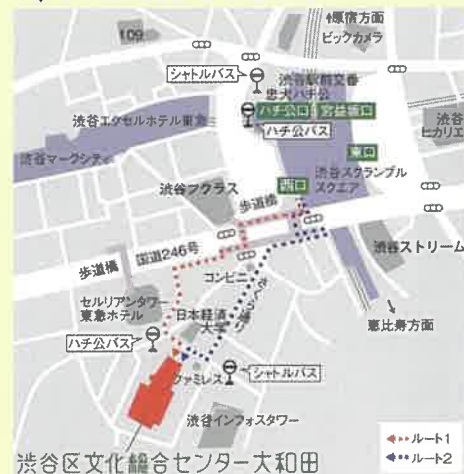 ↑原宿方面
ビックカメラ
109
シャトルバス
渋谷駅前交番
忠犬ハチ公
ハチ公口
宮益坂口
ハチ公バス
渋谷エクセルホテル東急
渋谷
ヒカリエ
東口
渋谷マークシティ
渋谷スクランブル
スクエア
西口
渋谷フクラス
歩道橋
国道246号
渋谷ストリーム
歩道橋
コンビニ
さくら通り
セルリアンタワー
東急ホテル
日本経済
大学
恵比寿方面
ハチ公バス
ファミレス
シャトルバス
渋谷インフォスタワー
ルート1
ルート2
渋谷区文化総合センター大和田